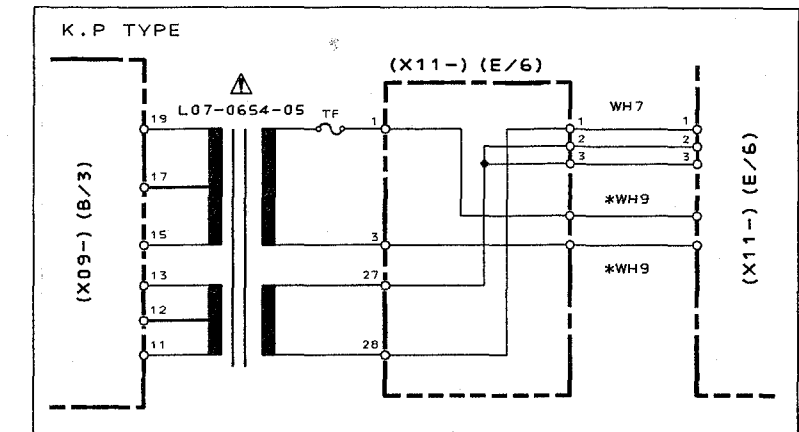 K.P TYPE
(X11-) (E/6)
L07-0654-05
TF
WH7
19
1
1
1
2
2
3
3
17
*WH9
15
3
*WH9
13
27
12
11
28
(X09-) (B/3)
(X11-) (E/6)